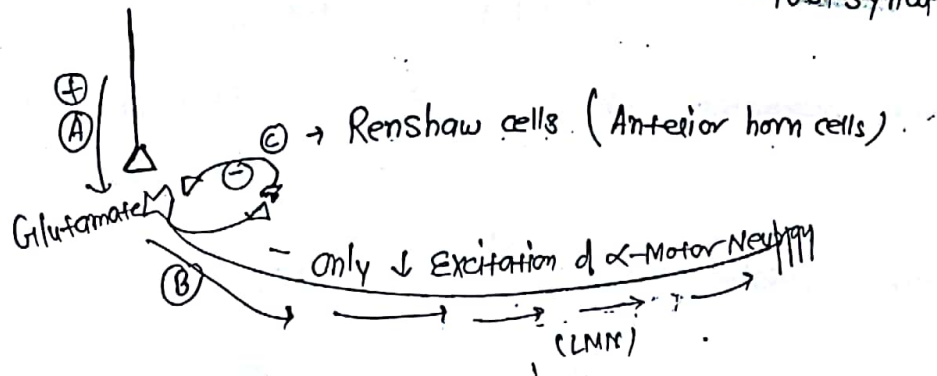 +
A
C → Renshaw cells. (Anterior horn cells).
-
Glutamate
- Only ↓ Excitation of α-Motor Neuron
B
(LMN)